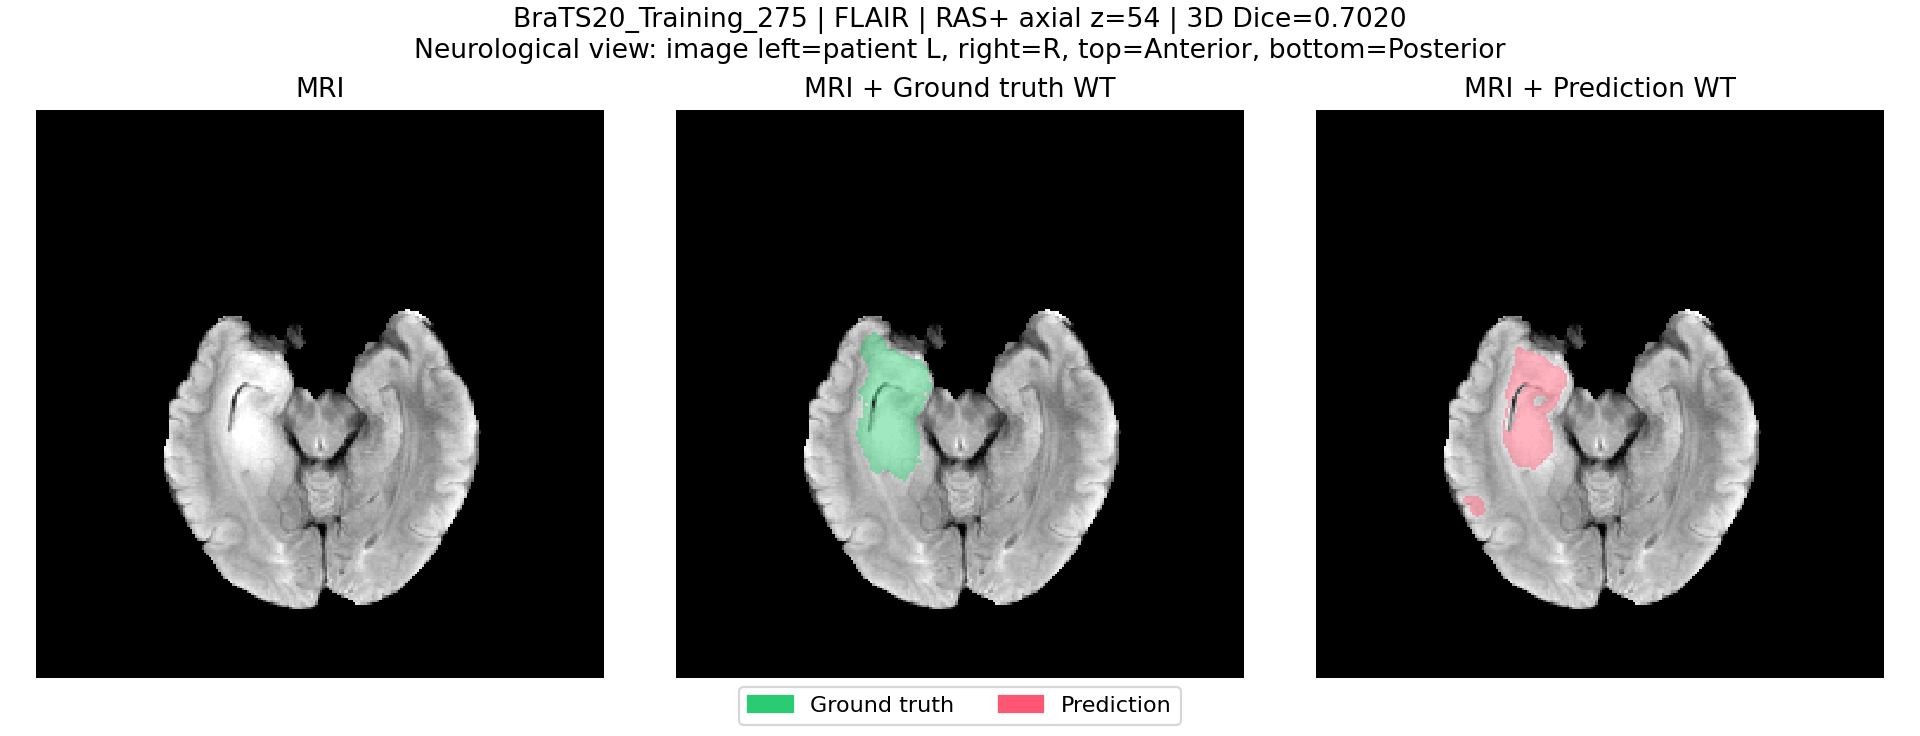 BraTS20_Training_275 | FLAIR | RAS+ axial z=54 | 3D Dice=0.7020
Neurological view: image left=patient L, right=R, top=Anterior, bottom=Posterior
MRI
MRI + Ground truth WT
MRI + Prediction WT
Ground truth
Prediction